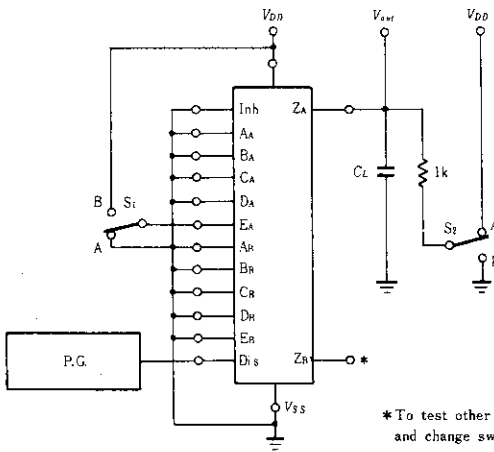 VDD
Vout
VDD
Inh
AA
BA
CA
DA
EA
AB
BB
CB
DB
EB
Dis
ZA
ZB
*
B
S1
A
CL
1k
S2
A
P.G.
VSS
*To test other
and change sw